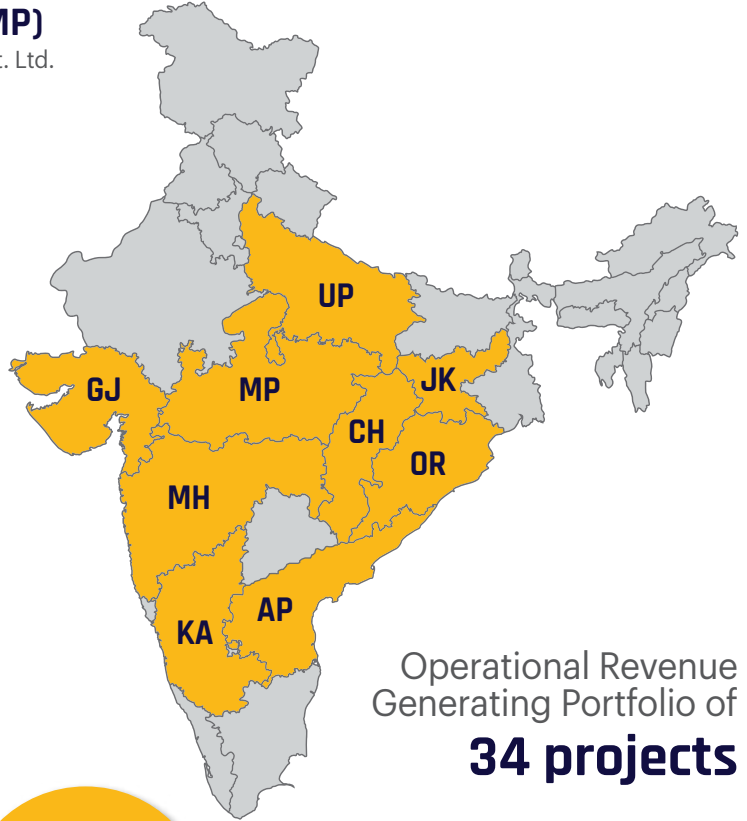 MP)
t. Ltd.
UP
GJ
MP
JK
CH
OR
MH
AP
KA
Operational Revenue
Generating Portfolio of
34 projects